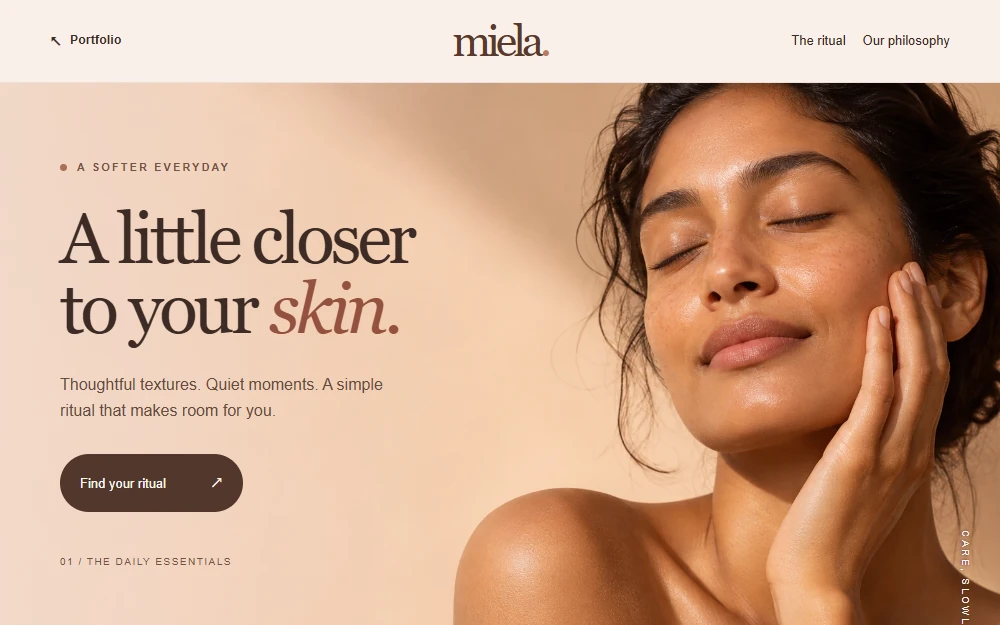 ↖ Portfolio
miela.
The ritual
Our philosophy
A SOFTER EVERYDAY
A little closer
to your skin.
Thoughtful textures. Quiet moments. A simple
ritual that makes room for you.
Find your ritual ↗
01 / THE DAILY ESSENTIALS
CARE,